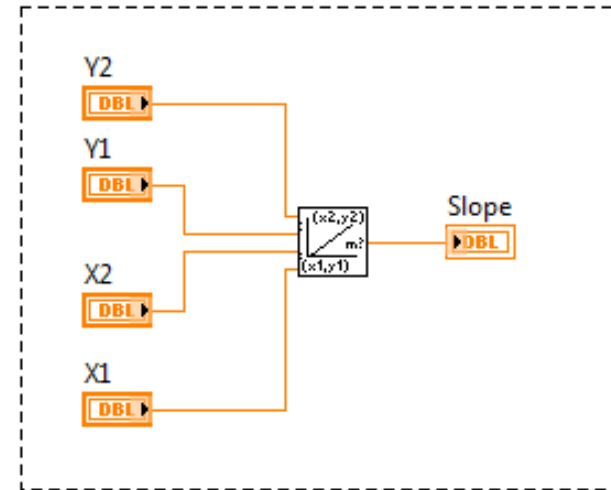 Y2
DBL
Y1
DBL
(x2,y2)
m?
(x1,y1)
Slope
DBL
X2
DBL
X1
DBL